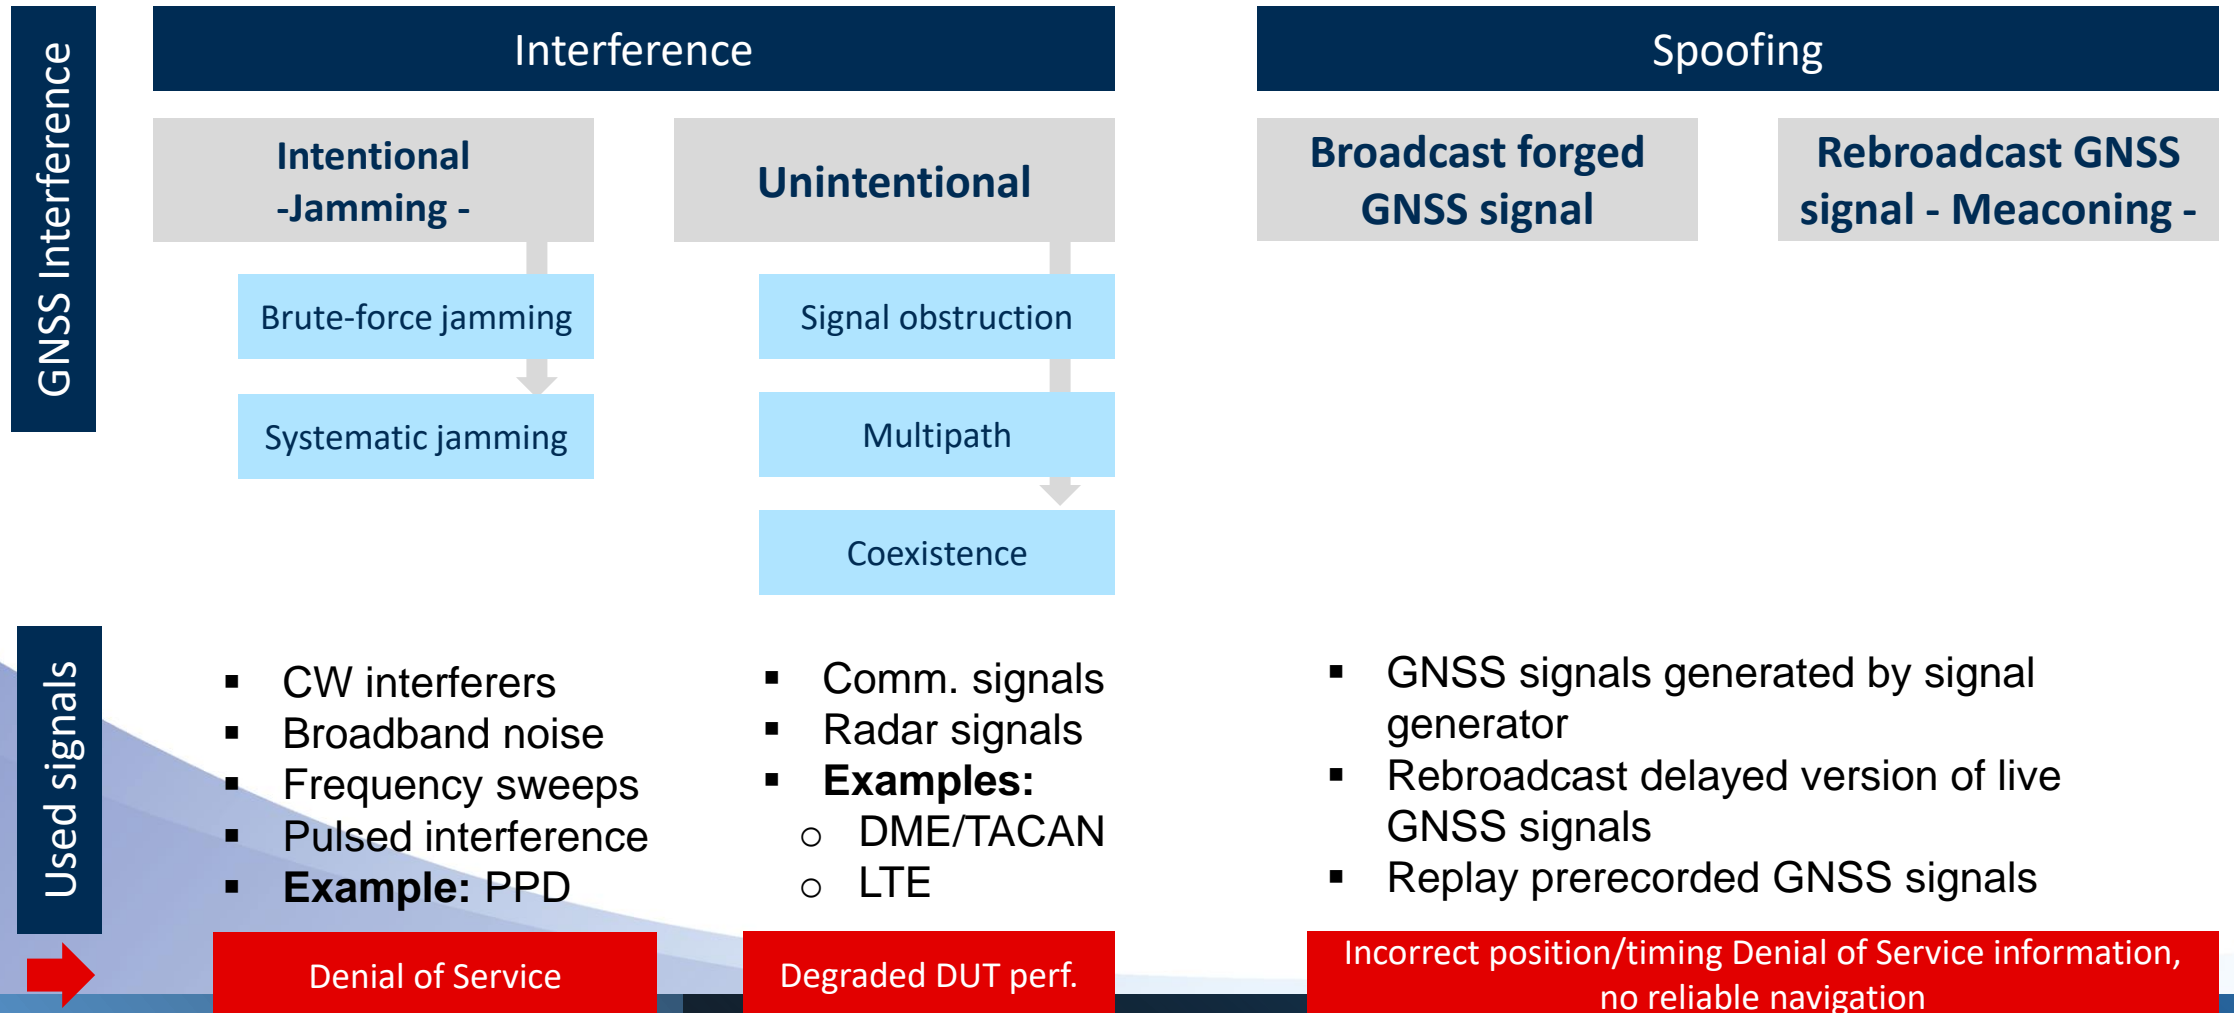 GNSS Interference
Interference
Spoofing
Intentional
-Jamming -
Unintentional
Broadcast forged
GNSS signal
Rebroadcast GNSS
signal - Meaconing -
Brute-force jamming
Systematic jamming
Signal obstruction
Multipath
Coexistence
Used signals
▪ CW interferers
▪ Broadband noise
▪ Frequency sweeps
▪ Pulsed interference
▪ Example: PPD
▪ Comm. signals
▪ Radar signals
▪ Examples:
o DME/TACAN
o LTE
▪ GNSS signals generated by signal
generator
▪ Rebroadcast delayed version of live
GNSS signals
▪ Replay prerecorded GNSS signals
Denial of Service
Degraded DUT perf.
Incorrect position/timing Denial of Service information,
no reliable navigation